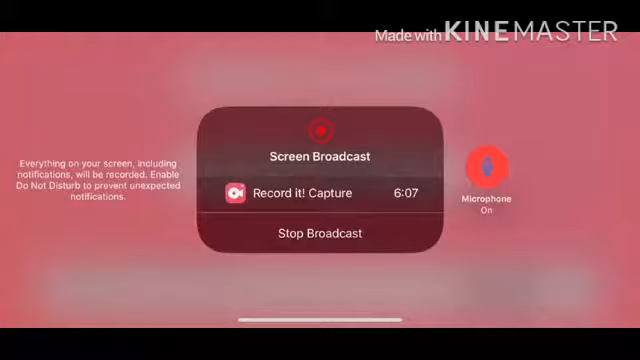 Made with KINEMASTER
Screen Broadcast
Everything on your screen, including
notifications, will be recorded. Enable
Do Not Disturb to prevent unexpected
notifications.
Record it! Capture 6:07
Microphone
On
Stop Broadcast